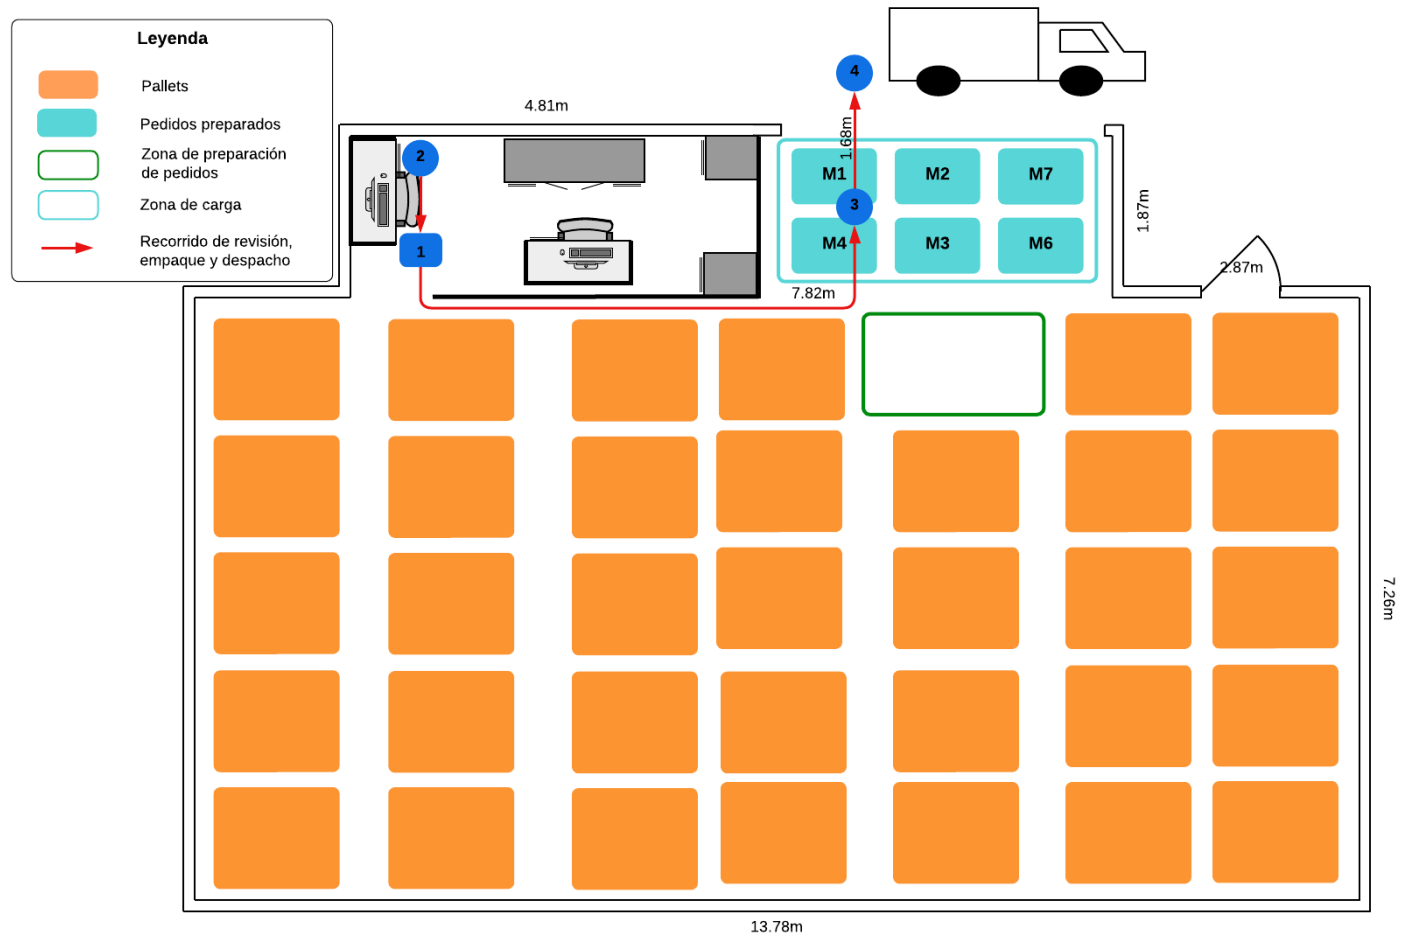 Leyenda
Pallets
Pedidos preparados
Zona de preparación
de pedidos
Zona de carga
Recorrido de revisión,
empaque y despacho
4.81m
4
1.68m
2
1
3
M1
M2
M7
M4
M3
M6
1.87m
2.87m
7.82m
7.26m
13.78m